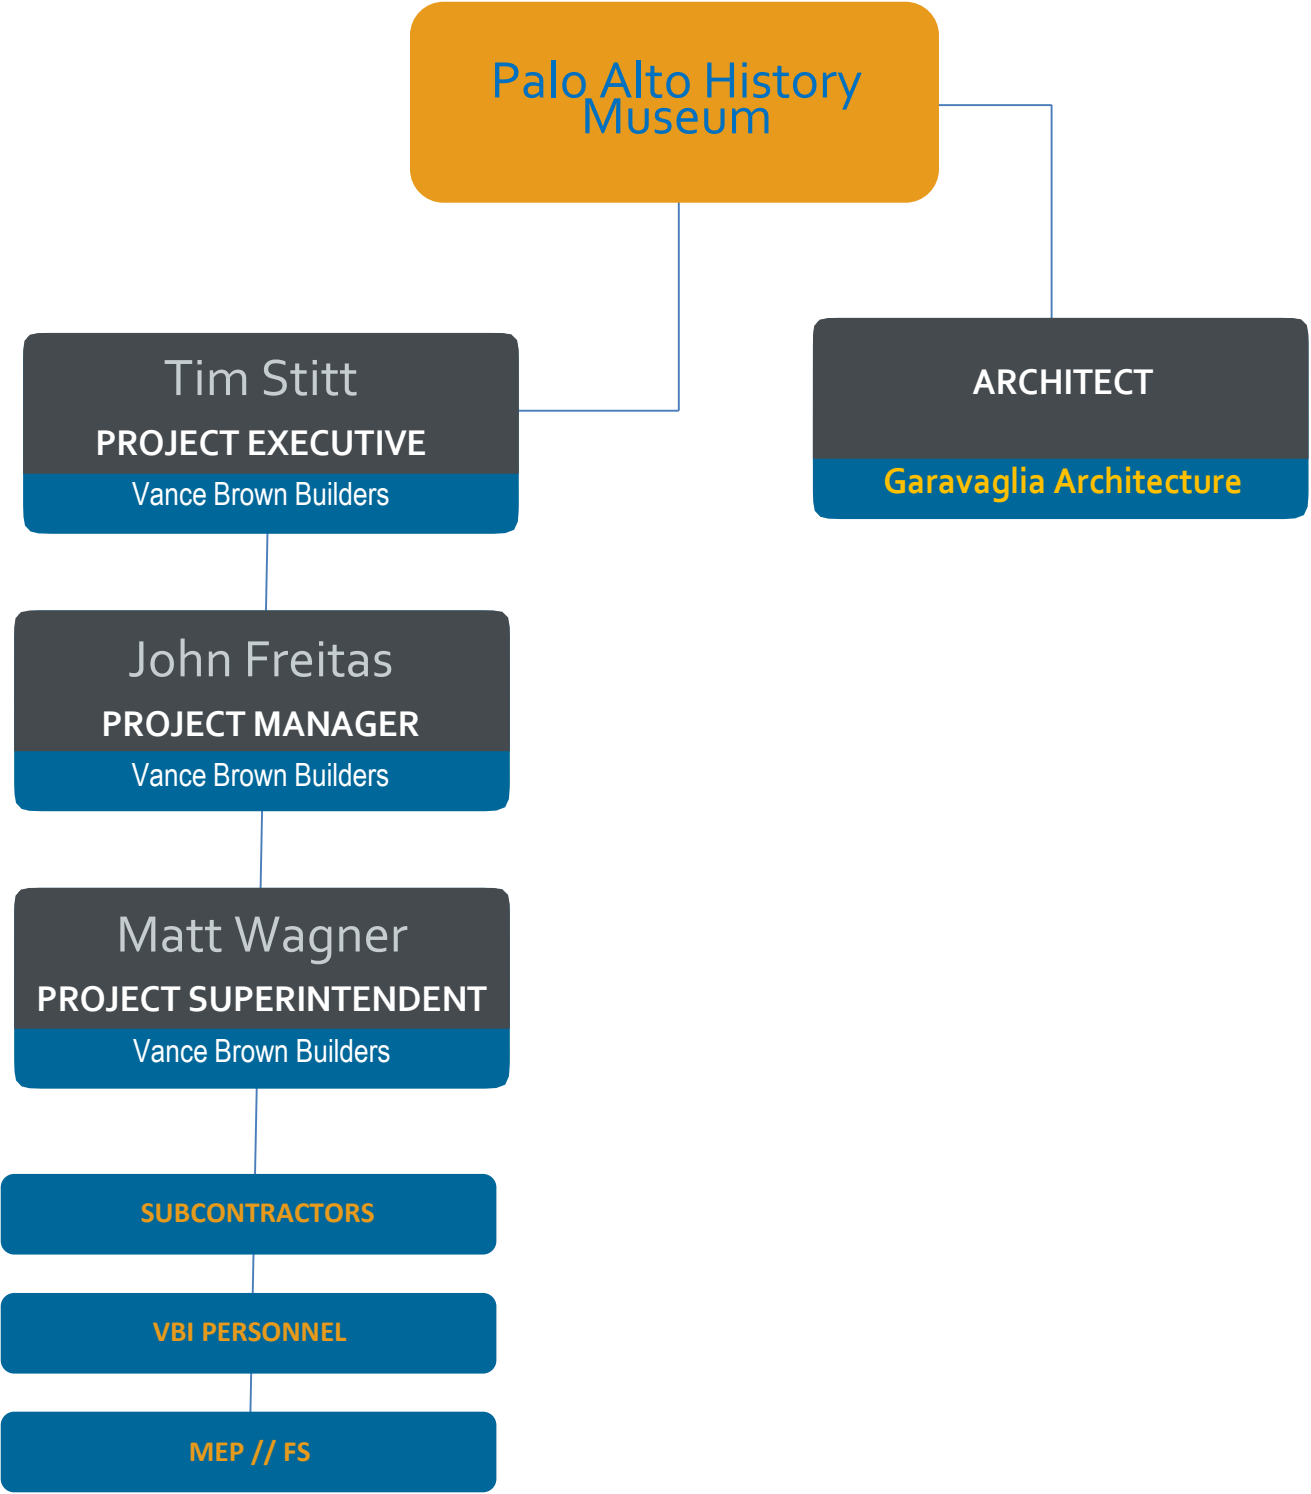 Palo Alto History
Museum
Tim Stitt
PROJECT EXECUTIVE
Vance Brown Builders
ARCHITECT
Garavaglia Architecture
John Freitas
PROJECT MANAGER
Vance Brown Builders
Matt Wagner
PROJECT SUPERINTENDENT
Vance Brown Builders
SUBCONTRACTORS
VBI PERSONNEL
MEP // FS